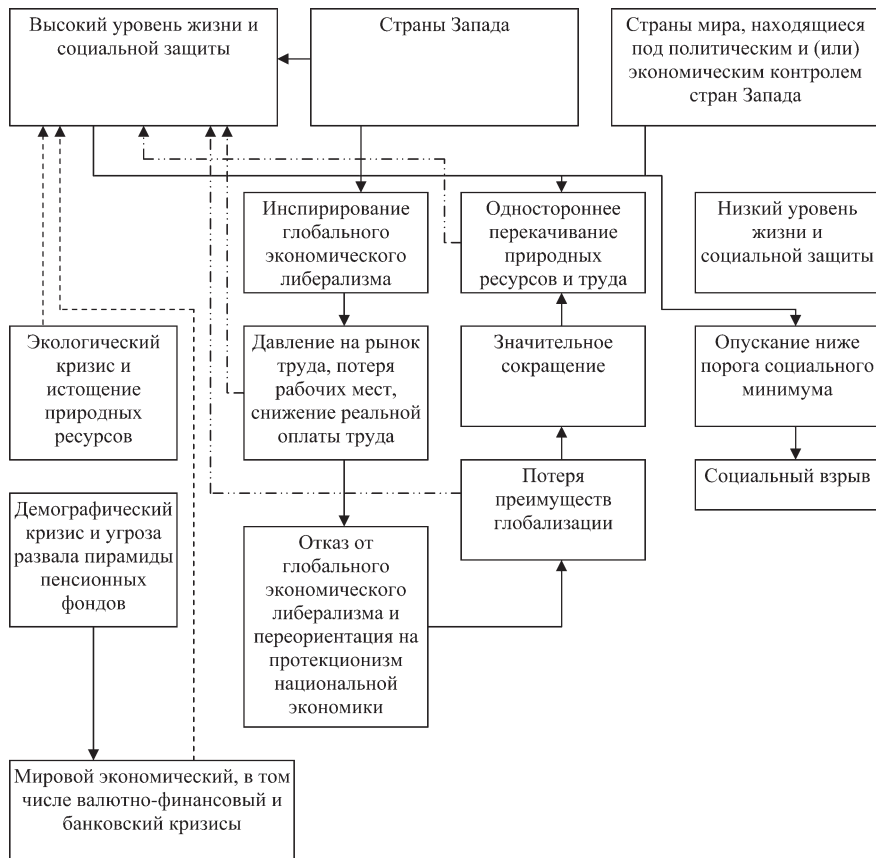 Высокий уровень жизни и
социальной защиты
Страны Запада
Страны мира, находящиеся
под политическим и (или)
экономическим контролем
стран Запада
Инспирирование
глобального
экономического
либерализма
Одностороннее
перекачивание
природных
ресурсов и труда
Низкий уровень
жизни и
социальной защиты
Экологический
кризис и
истощение
природных
ресурсов
Давление на рынок
труда, потеря
рабочих мест,
снижение реальной
оплаты труда
Значительное
сокращение
Опускание ниже
порога социального
минимума
Потеря
преимуществ
глобализации
Социальный взрыв
Демографический
кризис и угроза
развала пирамиды
пенсионных
фондов
Отказ от
глобального
экономического
либерализма и
переориентация на
протекционизм
национальной
экономики
Мировой экономический, в том
числе валютно-финансовый и
банковский кризисы